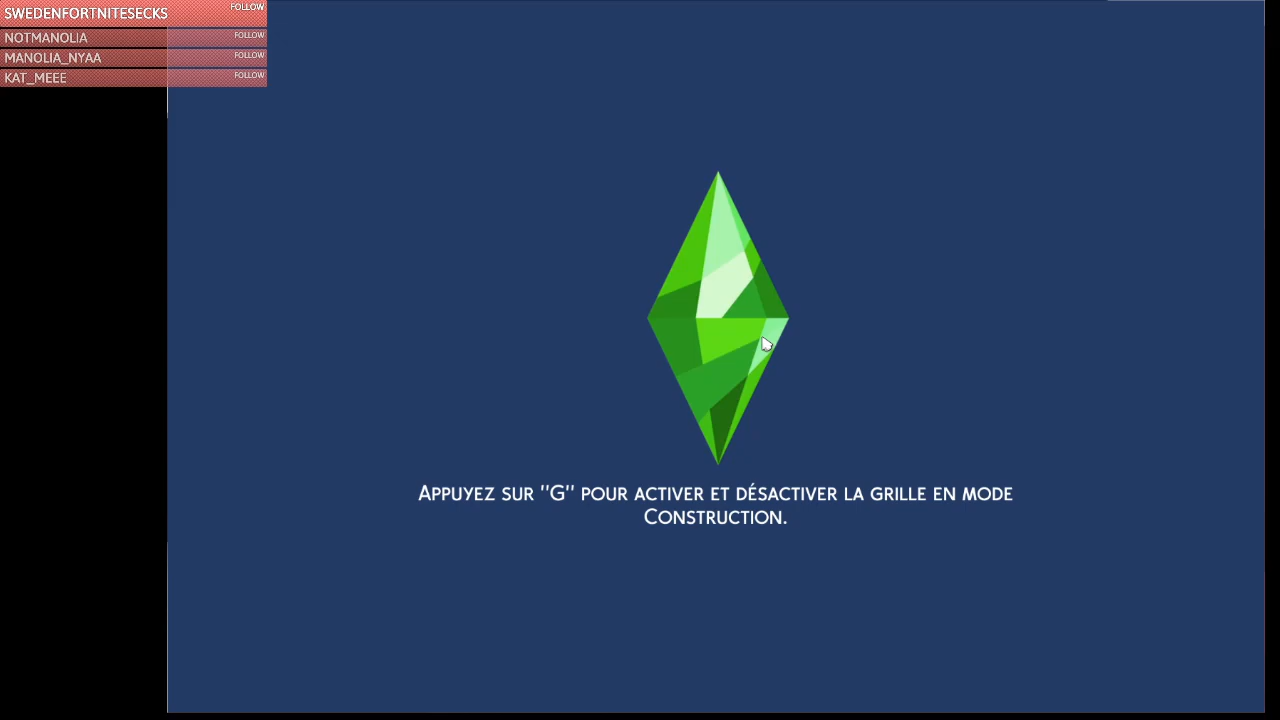 SWEDENFORTNITESECKS FOLLOW
NOTMANOLIA FOLLOW
MANOLIA_NYAA FOLLOW
KAT_MEEE FOLLOW
APPUYEZ SUR "G" POUR ACTIVER ET DÉSACTIVER LA GRILLE EN MODE
CONSTRUCTION.